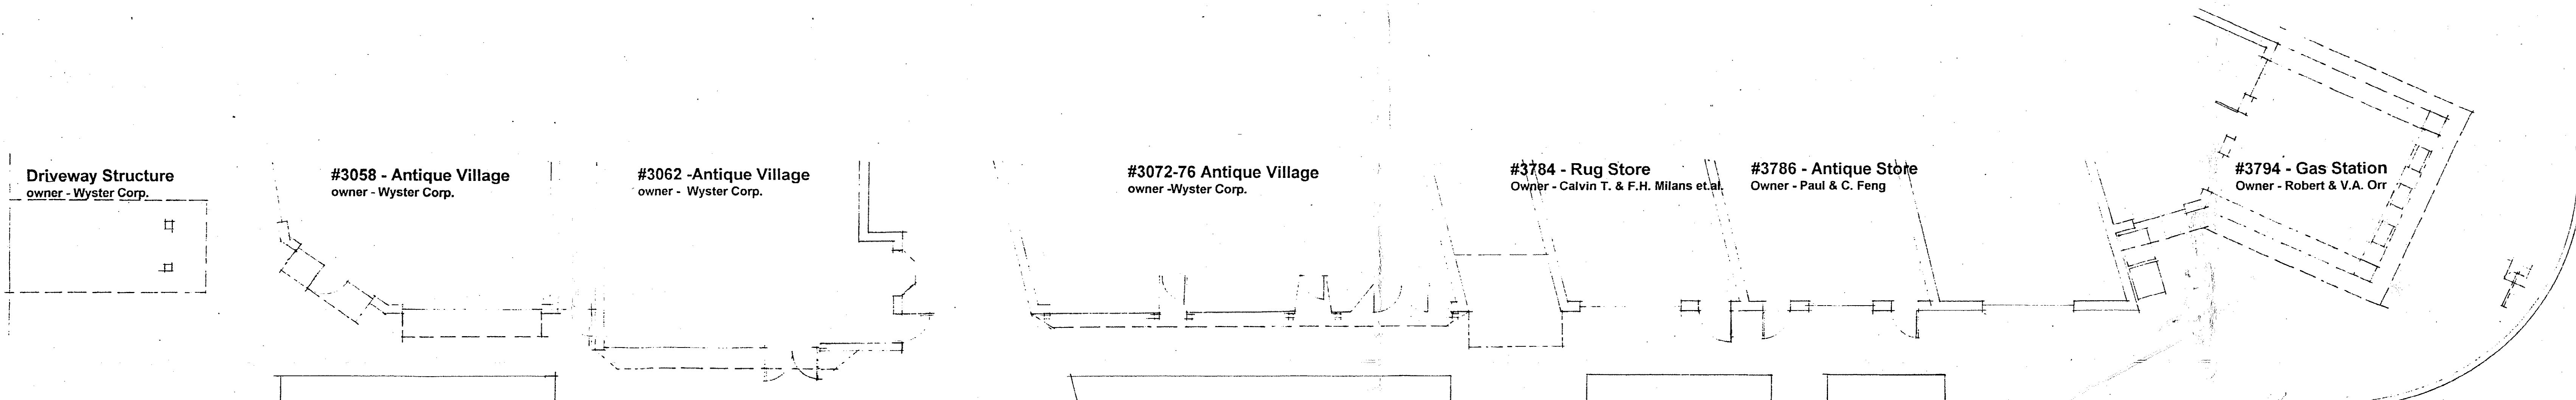 Driveway Structure
owner - Wyster Corp.
#3058 - Antique Village
owner - Wyster Corp.
#3062 -Antique Village
owner - Wyster Corp.
#3072-76 Antique Village
owner -Wyster Corp.
#3784 - Rug Store
Owner - Calvin T. & F.H. Milans et.al.
#3786 - Antique Store
Owner - Paul & C. Feng
#3794 - Gas Station
Owner - Robert & V.A. Orr